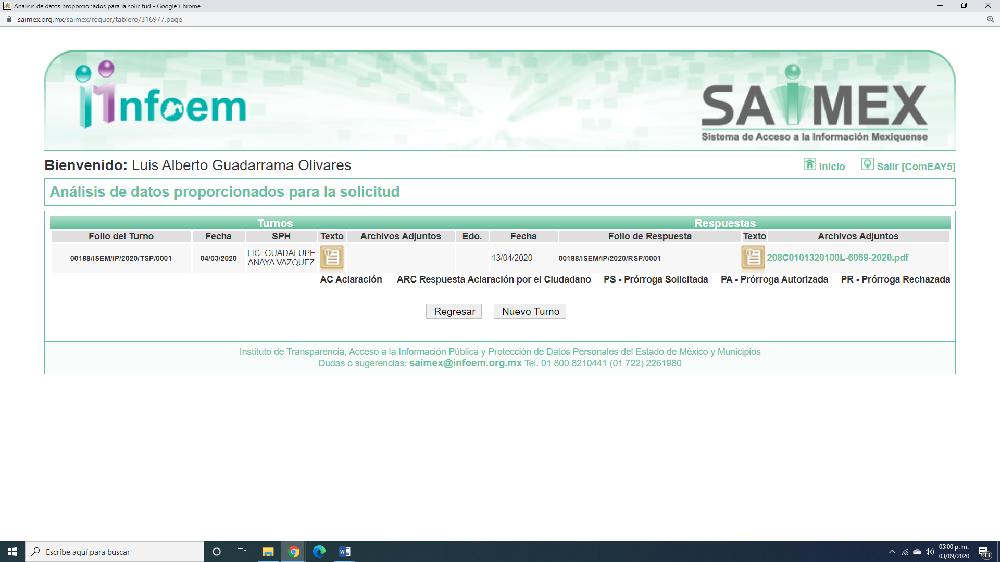 Análisis de datos proporcionados para la solicitud - Google Chrome
saimex.org.mx/saimex/requer/tablero/316977.page
infoem
SAIMEX
Sistema de Acceso a la Información Mexiquense
Bienvenido: Luis Alberto Guadarrama Olivares
Inicio
Salir [ComEAY5]
Análisis de datos proporcionados para la solicitud
Turnos
Respuestas
Folio del Turno
Fecha
SPH
Texto
Archivos Adjuntos
Edo.
Fecha
Folio de Respuesta
Texto
Archivos Adjuntos
00188/ISEM/IP/2020/TSP/0001
04/03/2020
LIC. GUADALUPE
ANAYA VAZQUEZ
13/04/2020
00188/ISEM/IP/2020/RSP/0001
208C0101320100L-6069-2020.pdf
AC Aclaración
ARC Respuesta Aclaración por el Ciudadano
PS - Prórroga Solicitada
PA - Prórroga Autorizada
PR - Prórroga Rechazada
Regresar
Nuevo Turno
Instituto de Transparencia, Acceso a la Información Pública y Protección de Datos Personales del Estado de México y Municipios
Dudas o sugerencias: saimex@infoem.org.mx Tel. 01 800 8210441 (01 722) 2261980
Escribe aquí para buscar
05:00 p. m.
03/09/2020
33